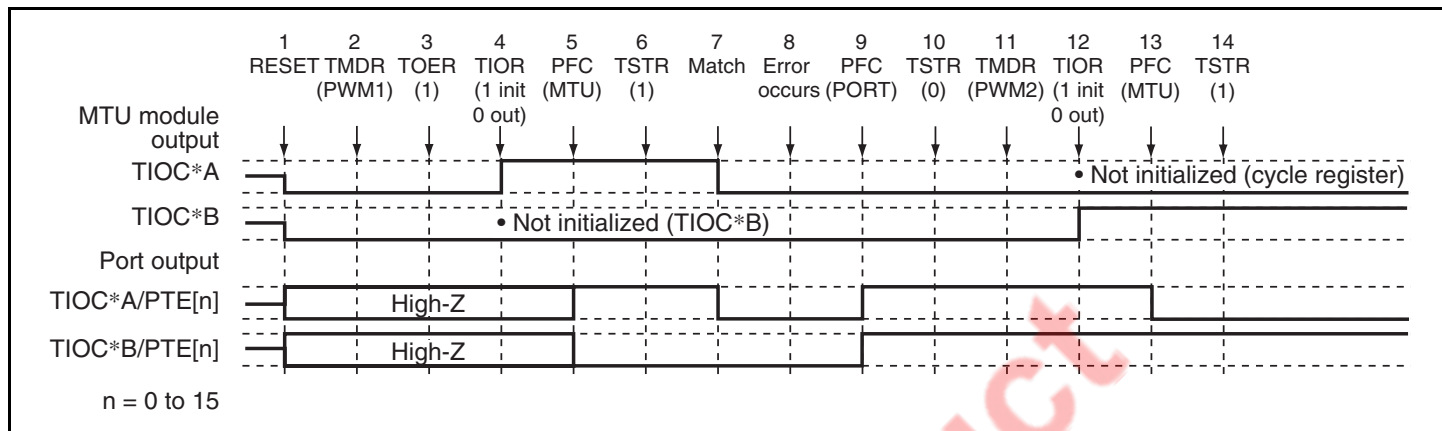 1 2 3 4 5 6 7 8 9 10 11 12 13 14
RESET TMDR TOER TIOR PFC TSTR Match Error PFC TSTR TMDR TIOR PFC TSTR
(PWM1) (1) (1 init (MTU) (1) occurs (PORT) (0) (PWM2) (1 init (MTU) (1)
0 out) 0 out)
MTU module
output
TIOC*A
• Not initialized (cycle register)
TIOC*B
• Not initialized (TIOC*B)
Port output
TIOC*A/PTE[n]
High-Z
TIOC*B/PTE[n]
High-Z
n = 0 to 15
uct